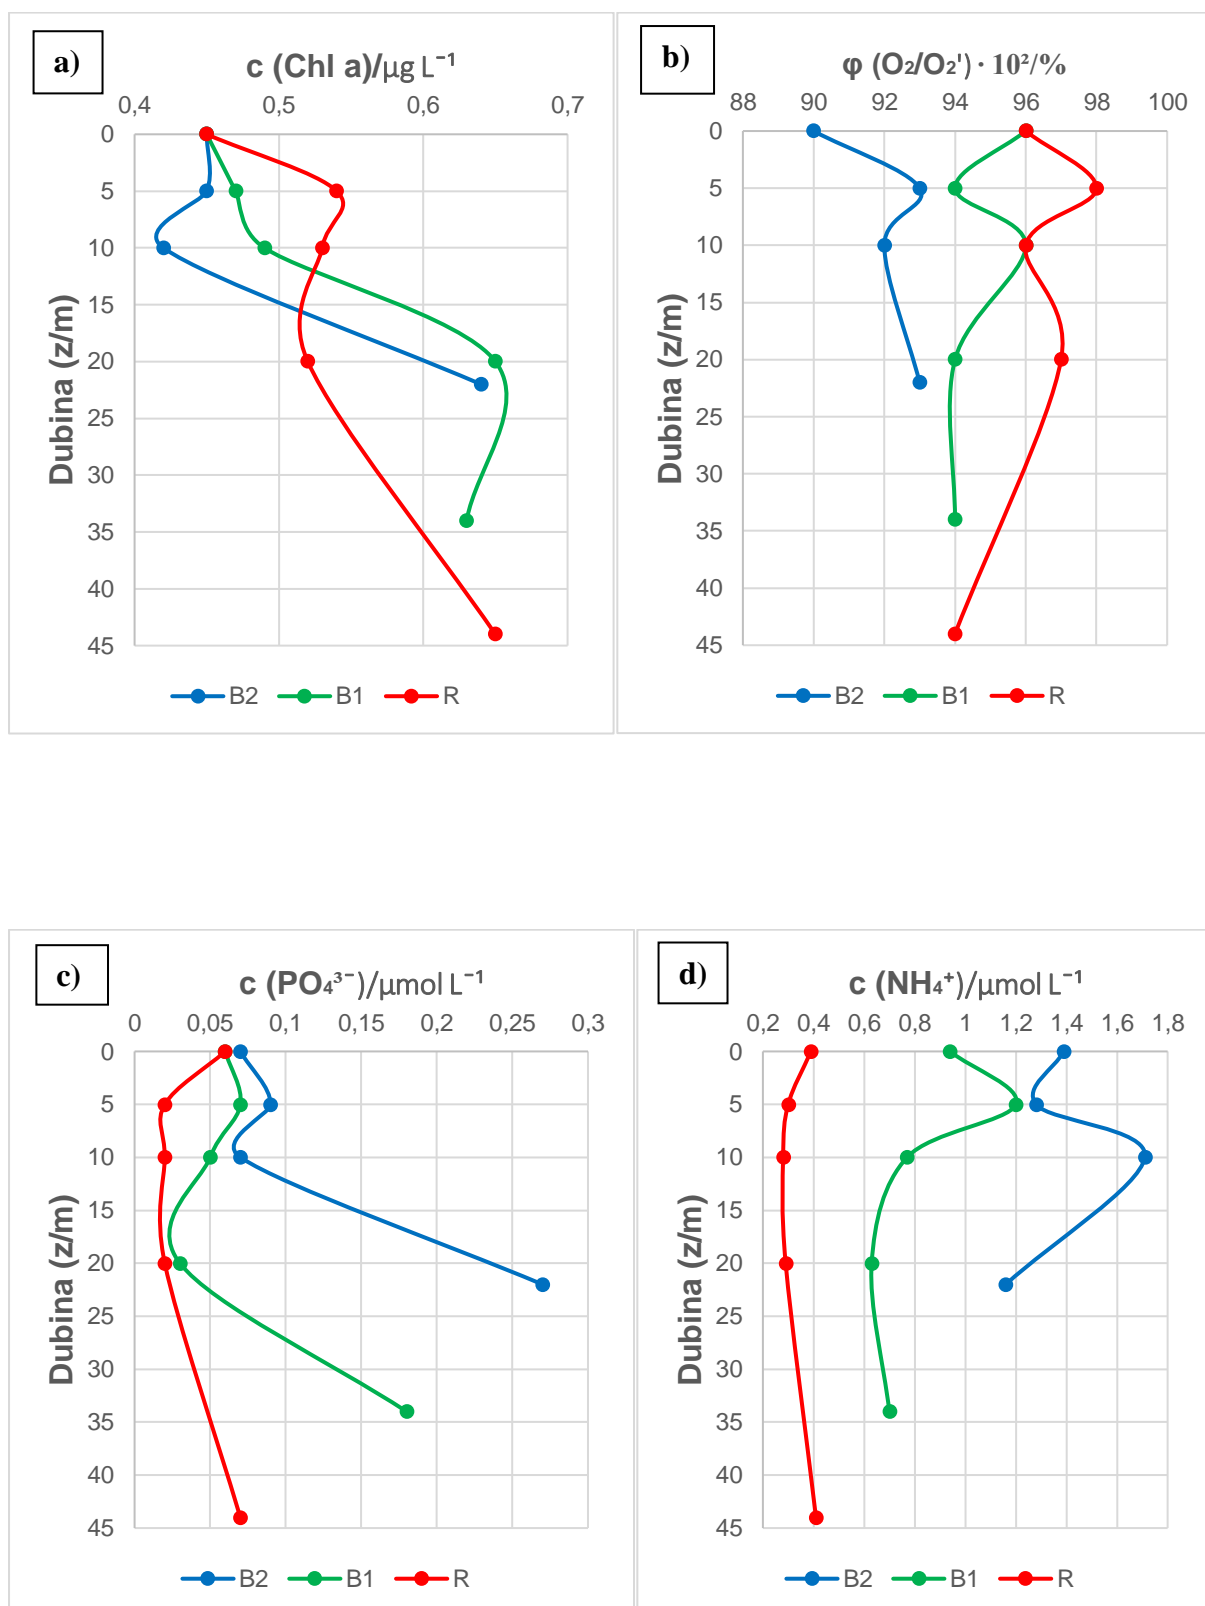 a)
c (Chl a)/µg L⁻¹
0,4 0,5 0,6 0,7
0
5
10
15
20
25
30
35
40
45
Dubina (z/m)
B2 B1 R
b)
φ (O₂/O₂') · 10²/%
88 90 92 94 96 98 100
0
5
10
15
20
25
30
35
40
45
Dubina (z/m)
B2 B1 R
c)
c (PO₄³⁻)/µmol L⁻¹
0 0,05 0,1 0,15 0,2 0,25 0,3
0
5
10
15
20
25
30
35
40
45
Dubina (z/m)
B2 B1 R
d)
c (NH₄⁺)/µmol L⁻¹
0,2 0,4 0,6 0,8 1 1,2 1,4 1,6 1,8
0
5
10
15
20
25
30
35
40
45
Dubina (z/m)
B2 B1 R